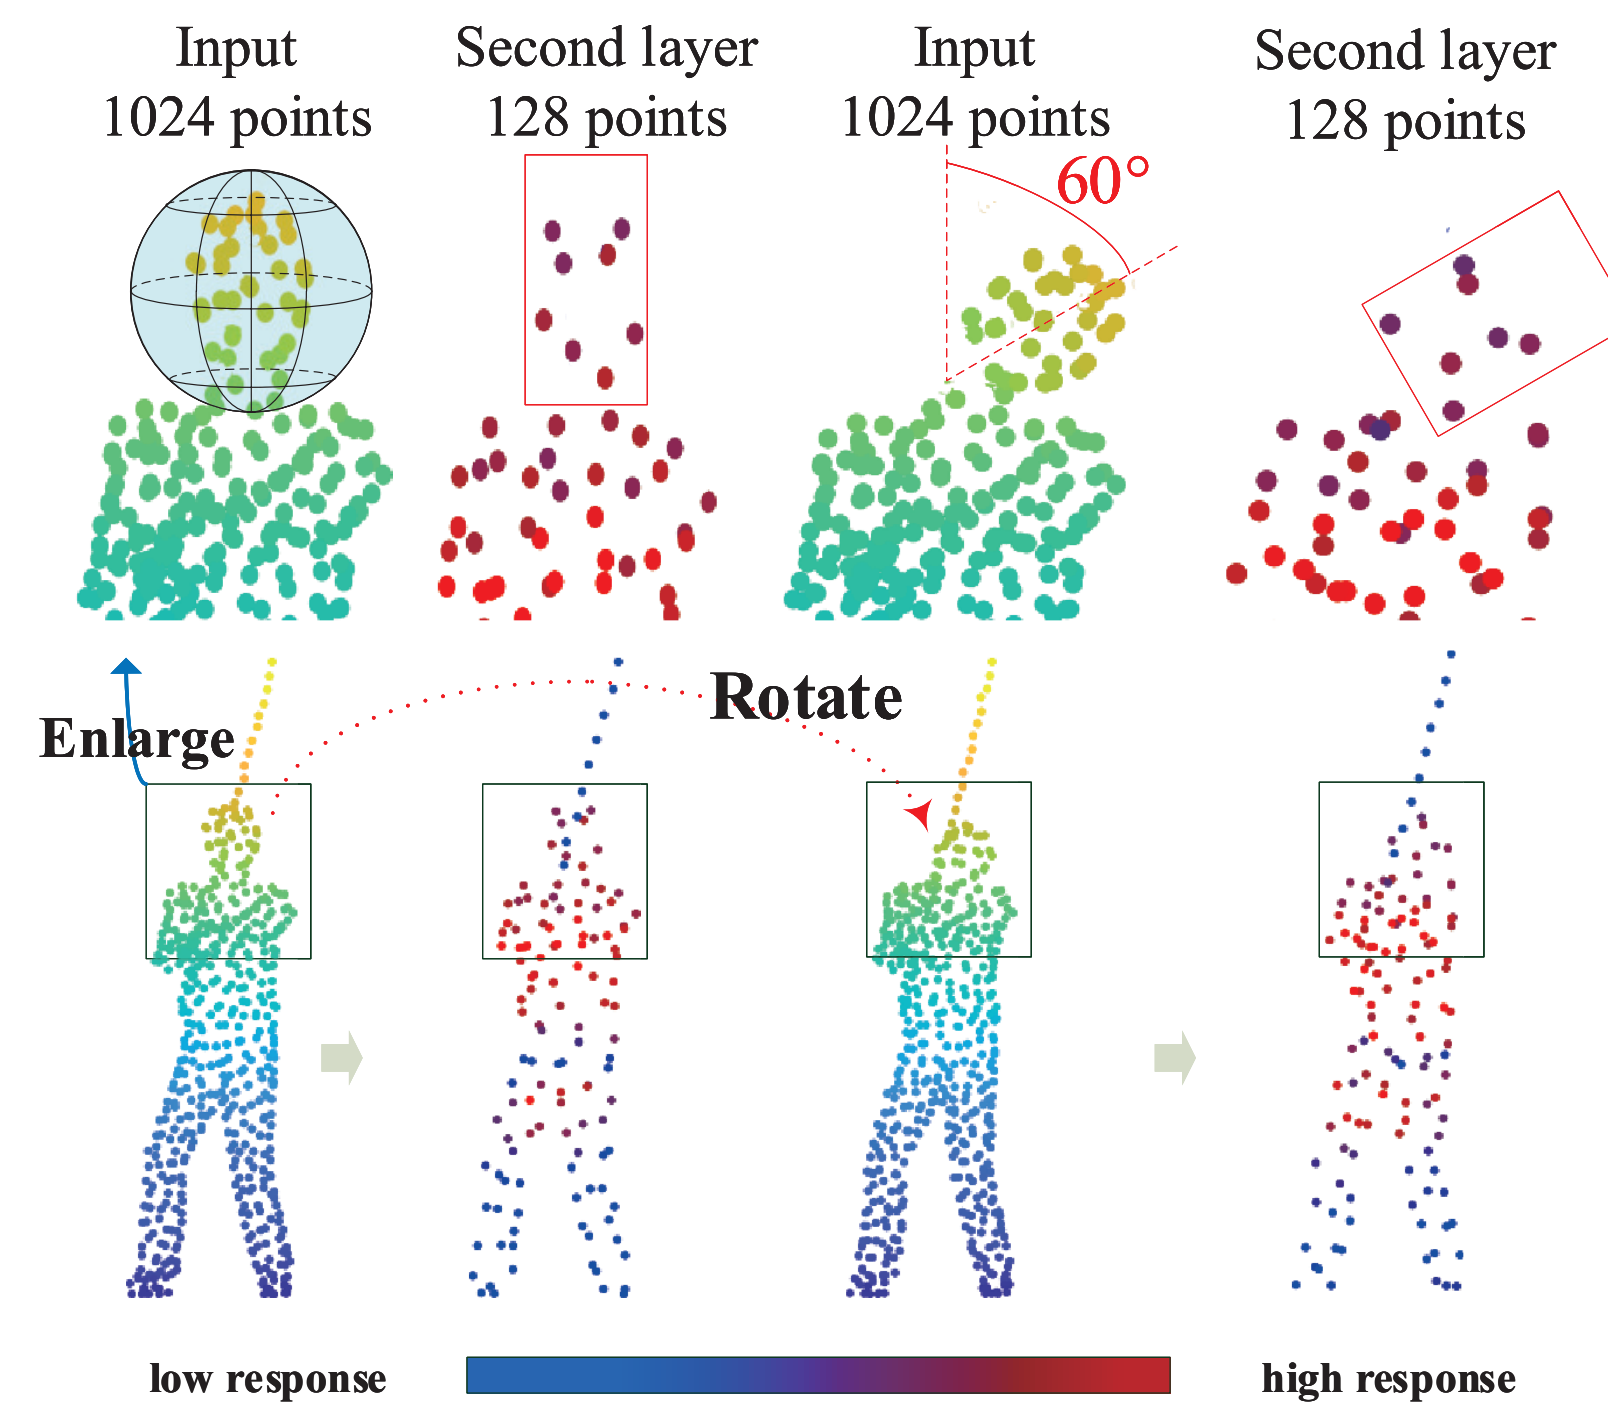 Input
1024 points
Second layer
128 points
Input
1024 points
Second layer
128 points
60°
Enlarge
Rotate
low response
high response